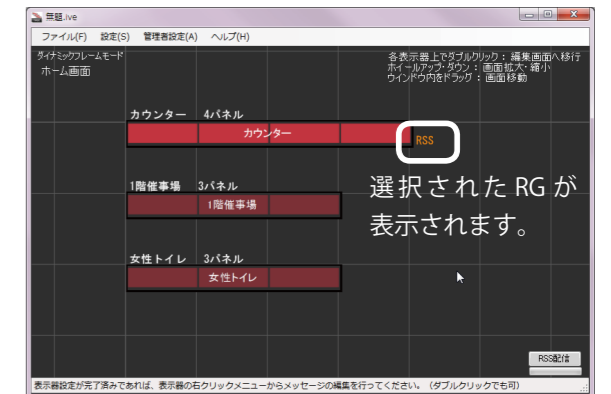 無題.ive
ファイル(F) 設定(S) 管理者設定(A) ヘルプ(H)
ダイナミックフレームモード
ホーム画面
各表示器上でダブルクリック：編集画面へ移行
ホイールアップ・ダウン：画面拡大・縮小
ウインドウ内をドラッグ：画面移動
カウンター 4パネル
カウンター
RSS
選択された RG が
表示されます。
1階催事場 3パネル
1階催事場
女性トイレ 3パネル
女性トイレ
RSS配信
表示器設定が完了済みであれば、表示器の右クリックメニューからメッセージの編集を行ってください。（ダブルクリックでも可）